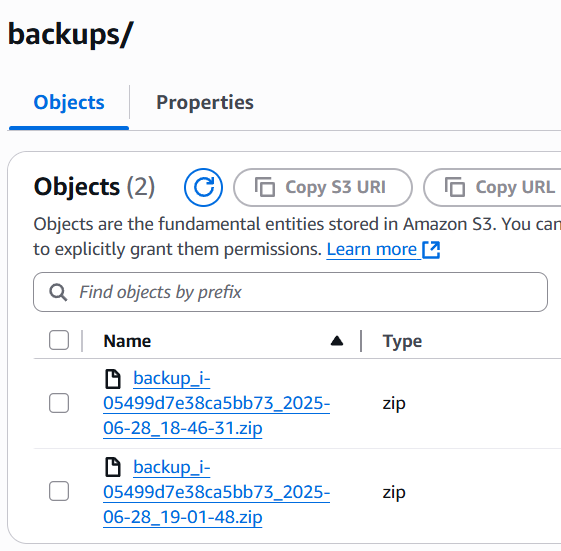 backups/
Objects
Properties
Objects (2)
Copy S3 URI
Copy URL
Objects are the fundamental entities stored in Amazon S3. You can
to explicitly grant them permissions. Learn more
Find objects by prefix
Name
Type
backup_i-
05499d7e38ca5bb73_2025-
06-28_18-46-31.zip
zip
backup_i-
05499d7e38ca5bb73_2025-
06-28_19-01-48.zip
zip